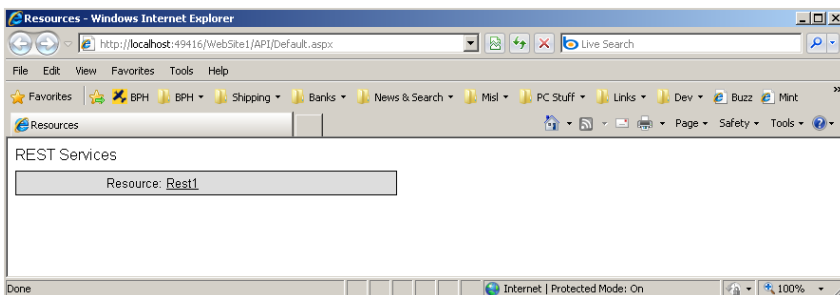 Resources - Windows Internet Explorer
http://localhost:49416/WebSite1/API/Default.aspx Live Search
File Edit View Favorites Tools Help
Favorites BPH BPH Shipping Banks News & Search Misl PC Stuff Links Dev Buzz Mint »
Resources Page Safety Tools
REST Services
Resource: Rest1
Done Internet | Protected Mode: On 100%